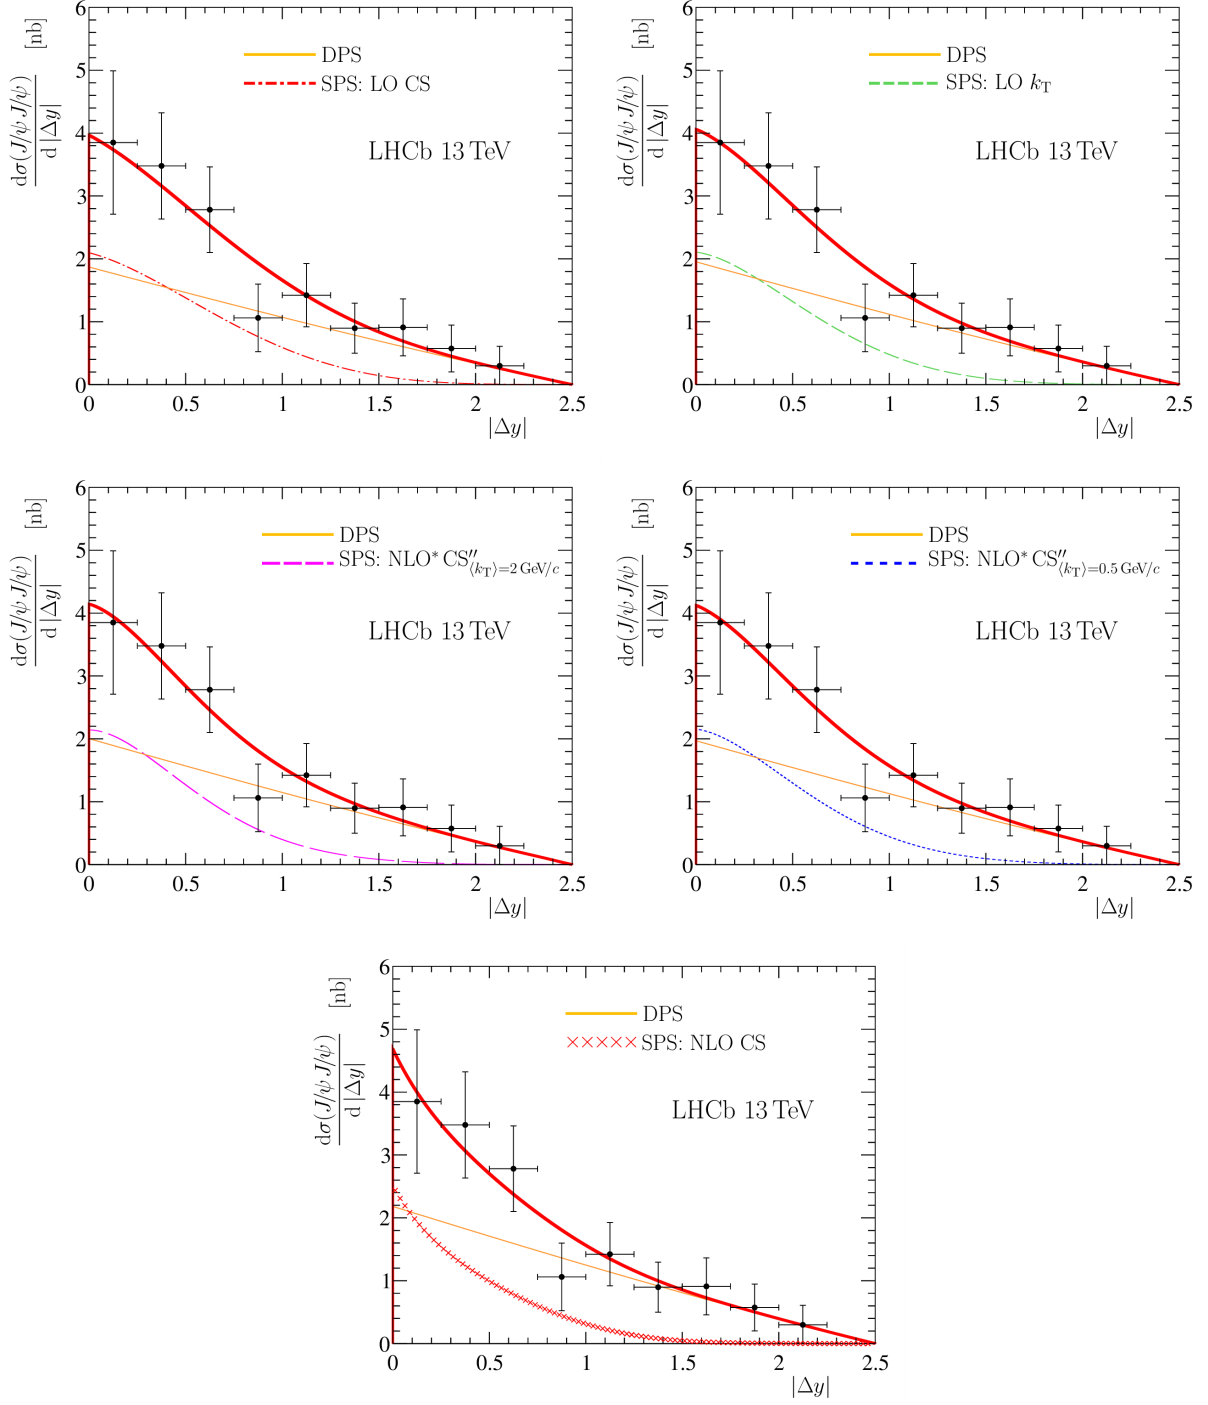 6
5
4
3
2
1
0
0 0.5 1 1.5 2 2.5
dσ(J/ψ J/ψ)
d |Δy|
[nb]
DPS
SPS: LO CS
LHCb 13 TeV
|Δy|
6
5
4
3
2
1
0
0 0.5 1 1.5 2 2.5
dσ(J/ψ J/ψ)
d |Δy|
[nb]
DPS
SPS: LO kT
LHCb 13 TeV
|Δy|
6
5
4
3
2
1
0
0 0.5 1 1.5 2 2.5
dσ(J/ψ J/ψ)
d |Δy|
[nb]
DPS
SPS: NLO* CS″⟨kT⟩=2 GeV/c
LHCb 13 TeV
|Δy|
6
5
4
3
2
1
0
0 0.5 1 1.5 2 2.5
dσ(J/ψ J/ψ)
d |Δy|
[nb]
DPS
SPS: NLO* CS″⟨kT⟩=0.5 GeV/c
LHCb 13 TeV
|Δy|
6
5
4
3
2
1
0
0 0.5 1 1.5 2 2.5
dσ(J/ψ J/ψ)
d |Δy|
[nb]
DPS
SPS: NLO CS
LHCb 13 TeV
|Δy|